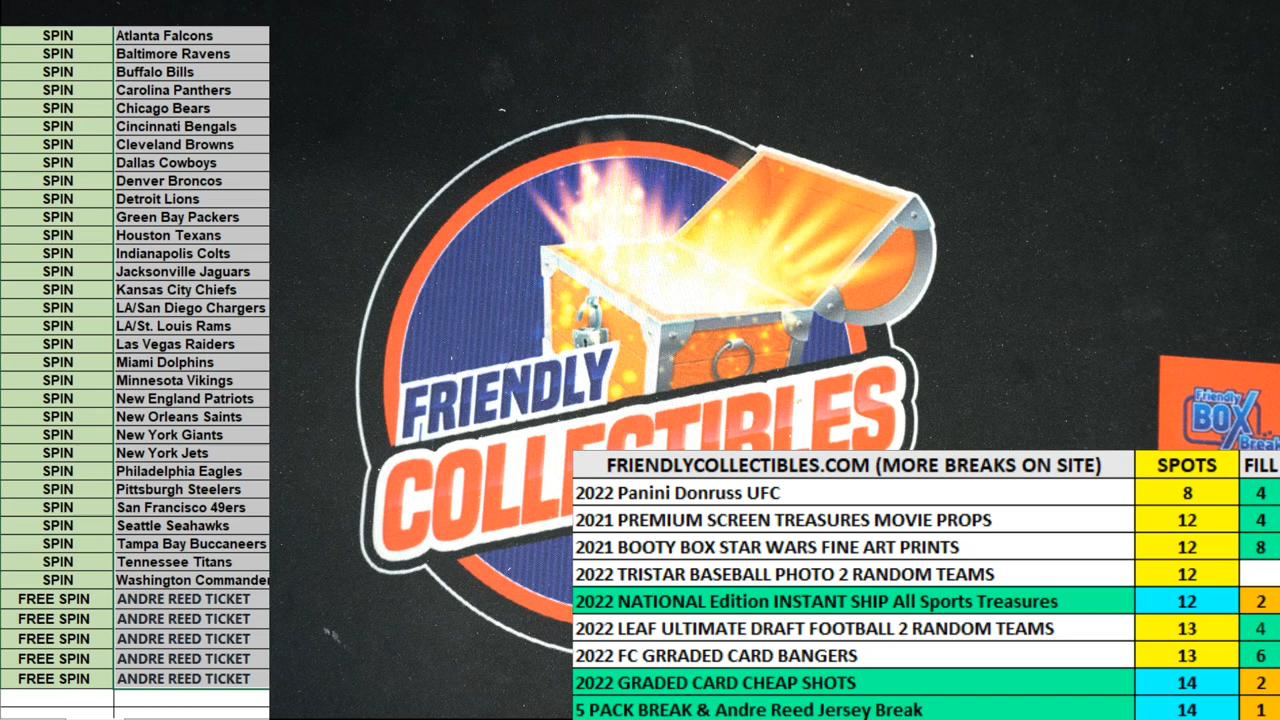 SPIN Atlanta Falcons
SPIN Baltimore Ravens
SPIN Buffalo Bills
SPIN Carolina Panthers
SPIN Chicago Bears
SPIN Cincinnati Bengals
SPIN Cleveland Browns
SPIN Dallas Cowboys
SPIN Denver Broncos
SPIN Detroit Lions
SPIN Green Bay Packers
SPIN Houston Texans
SPIN Indianapolis Colts
SPIN Jacksonville Jaguars
SPIN Kansas City Chiefs
SPIN LA/San Diego Chargers
SPIN LA/St. Louis Rams
SPIN Las Vegas Raiders
SPIN Miami Dolphins
SPIN Minnesota Vikings
SPIN New England Patriots
SPIN New Orleans Saints
SPIN New York Giants
SPIN New York Jets
SPIN Philadelphia Eagles
SPIN Pittsburgh Steelers
SPIN San Francisco 49ers
SPIN Seattle Seahawks
SPIN Tampa Bay Buccaneers
SPIN Tennessee Titans
SPIN Washington Commander
FREE SPIN ANDRE REED TICKET
FREE SPIN ANDRE REED TICKET
FREE SPIN ANDRE REED TICKET
FREE SPIN ANDRE REED TICKET
FREE SPIN ANDRE REED TICKET
FRIENDLY
COLLECTIBLES
Friendly
BOX
Break
FRIENDLYCOLLECTIBLES.COM (MORE BREAKS ON SITE) SPOTS FILL
2022 Panini Donruss UFC 8 4
2021 PREMIUM SCREEN TREASURES MOVIE PROPS 12 4
2021 BOOTY BOX STAR WARS FINE ART PRINTS 12 8
2022 TRISTAR BASEBALL PHOTO 2 RANDOM TEAMS 12
2022 NATIONAL Edition INSTANT SHIP All Sports Treasures 12 2
2022 LEAF ULTIMATE DRAFT FOOTBALL 2 RANDOM TEAMS 13 4
2022 FC GRRADED CARD BANGERS 13 6
2022 GRADED CARD CHEAP SHOTS 14 2
5 PACK BREAK & Andre Reed Jersey Break 14 1